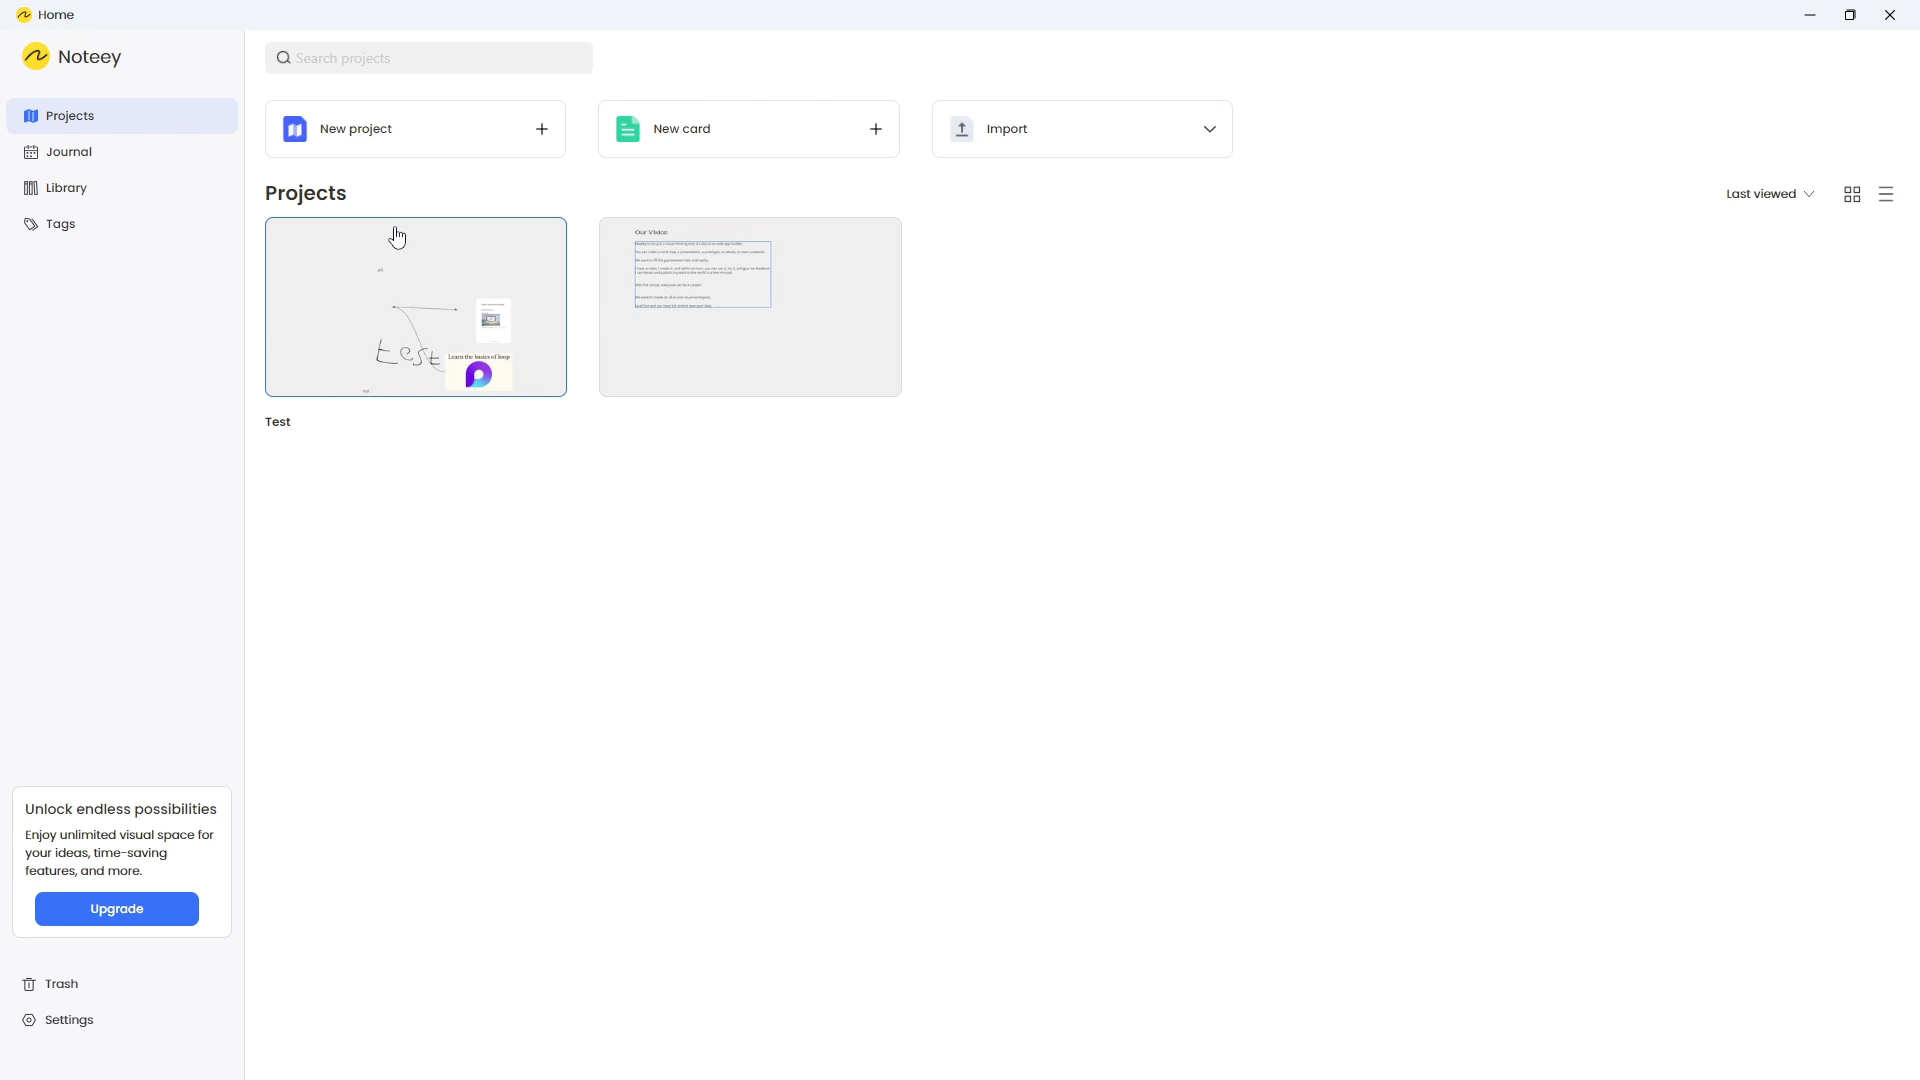 Home
Noteey
Search projects
Projects
Journal
Library
Tags
New project
New card
Import
Projects
Last viewed
test
Learn the basics of loop
Our Vision
Test
Unlock endless possibilities
Enjoy unlimited visual space for
your ideas, time-saving
features, and more.
Upgrade
Trash
Settings